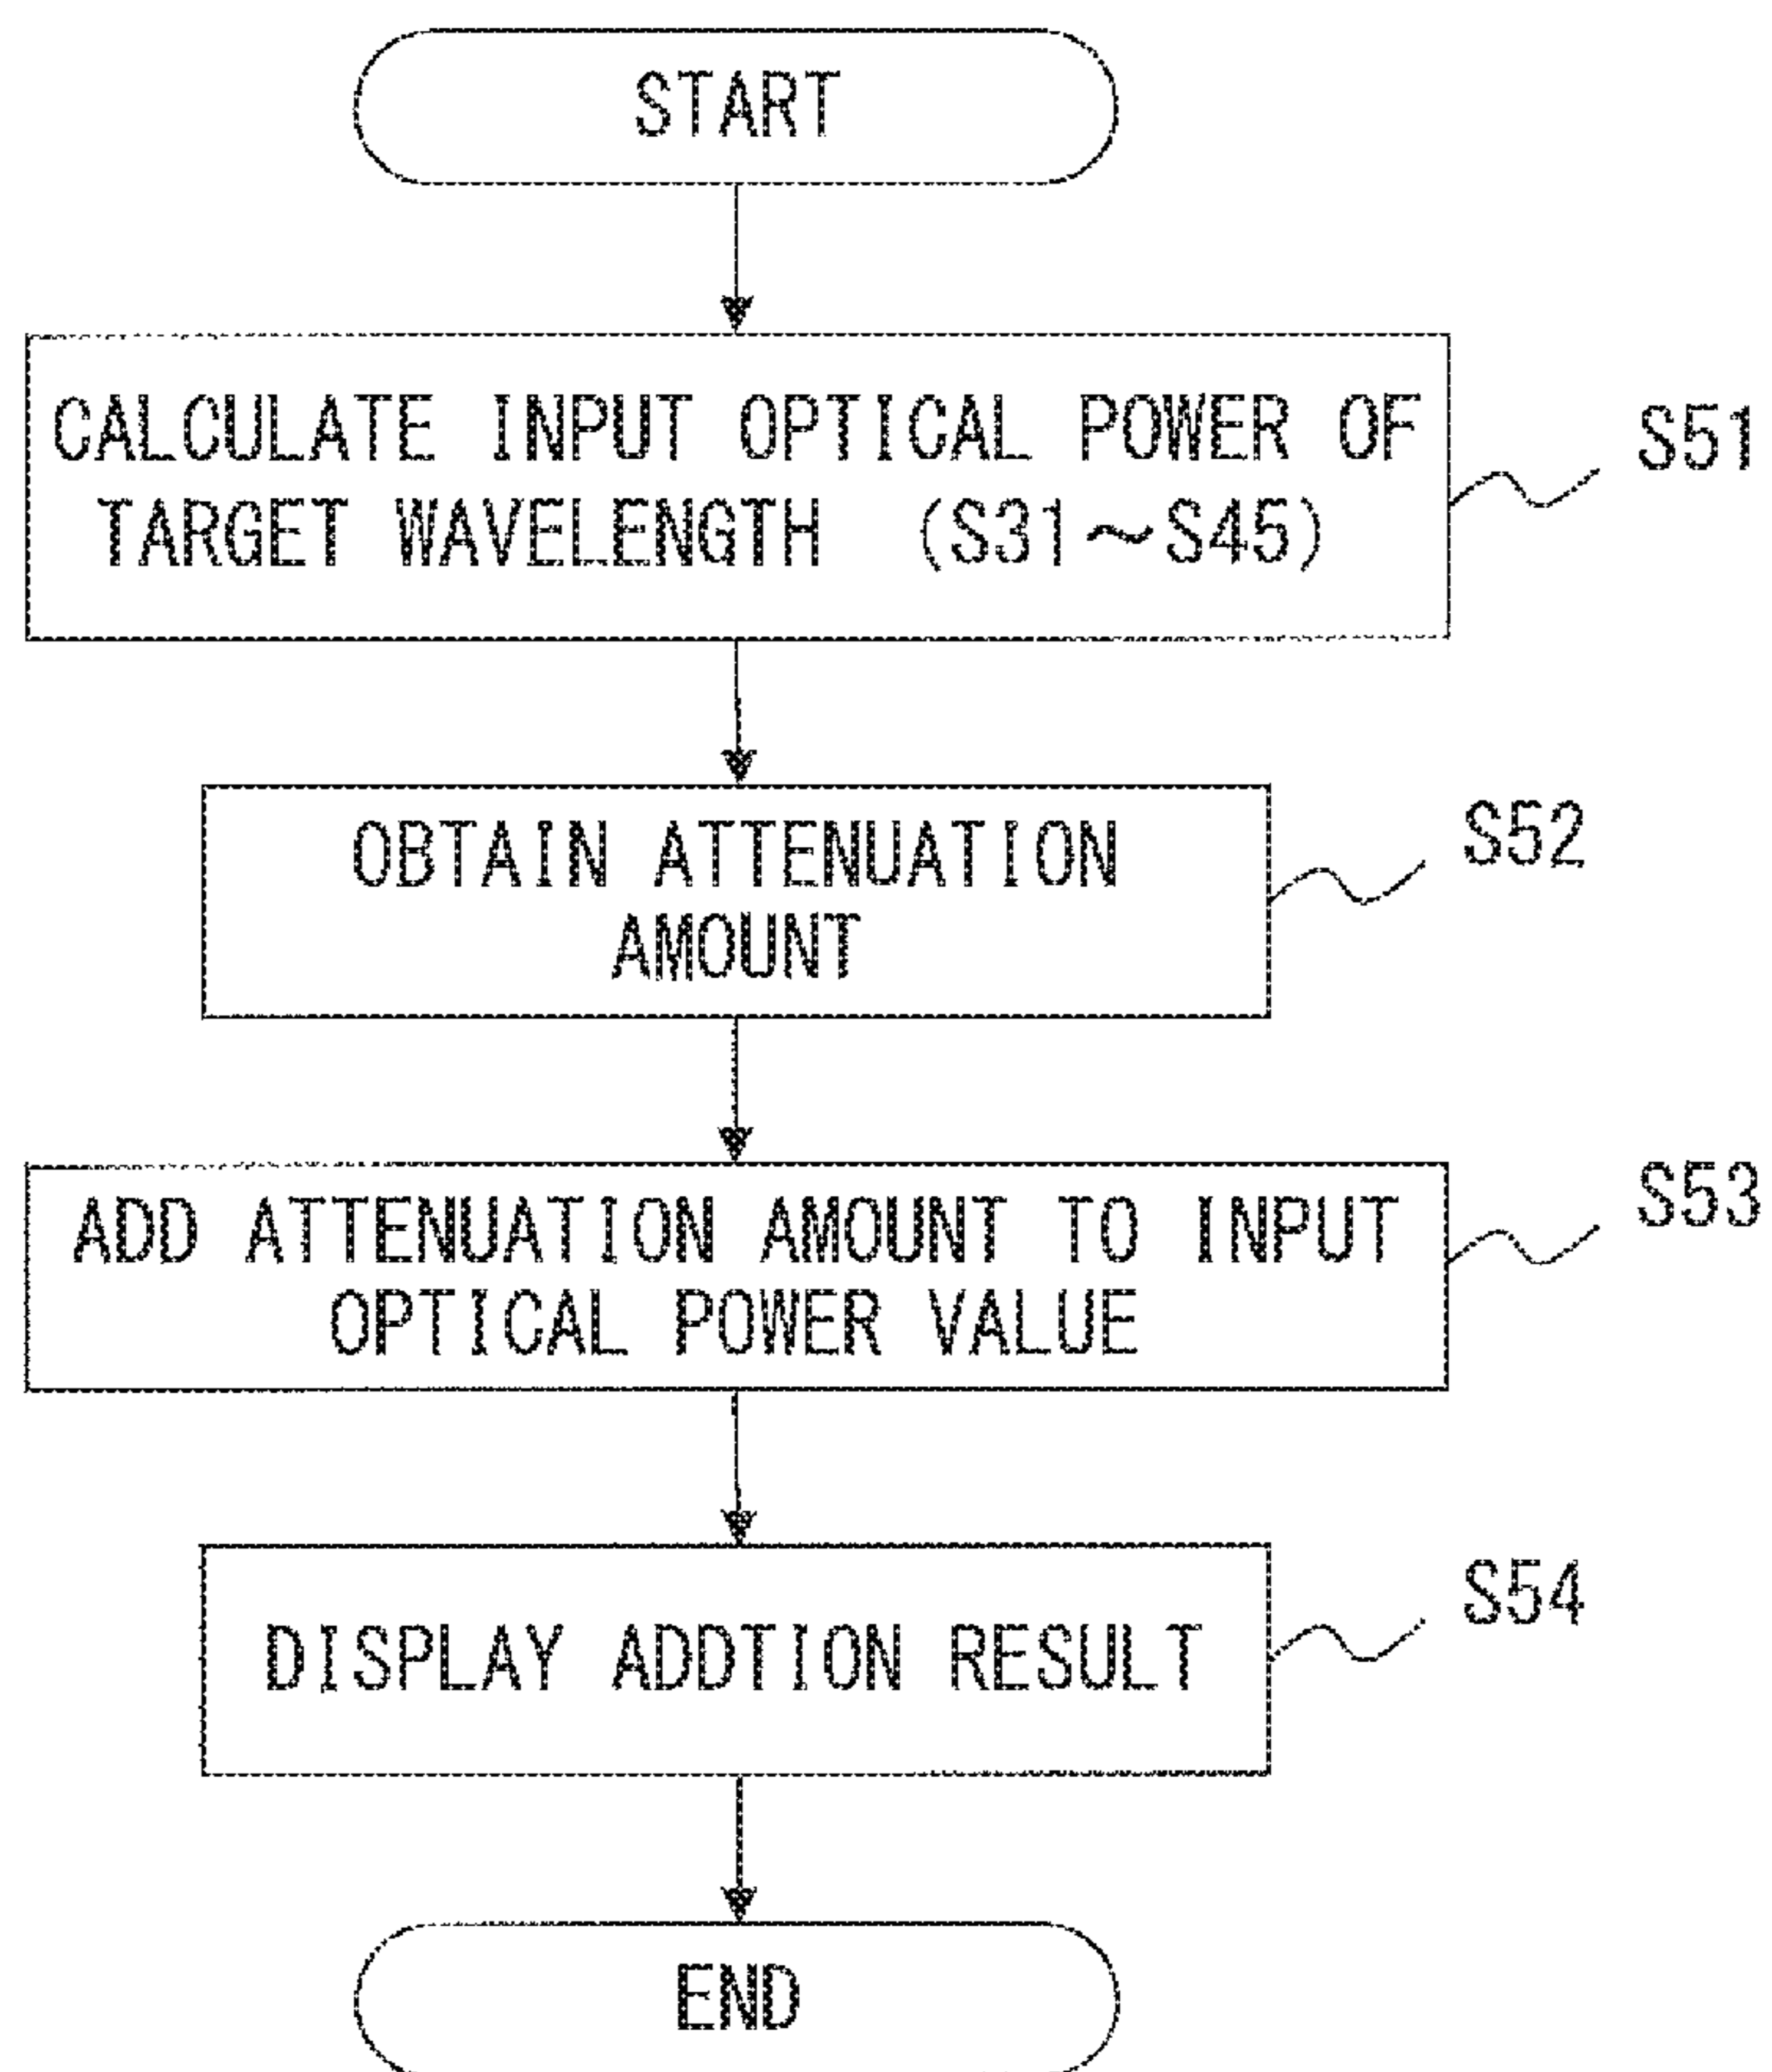 START
CALCULATE INPUT OPTICAL POWER OF
TARGET WAVELENGTH (S31~S45)
S51
OBTAIN ATTENUATION
AMOUNT
S52
ADD ATTENUATION AMOUNT TO INPUT
OPTICAL POWER VALUE
S53
DISPLAY ADDTION RESULT
S54
END